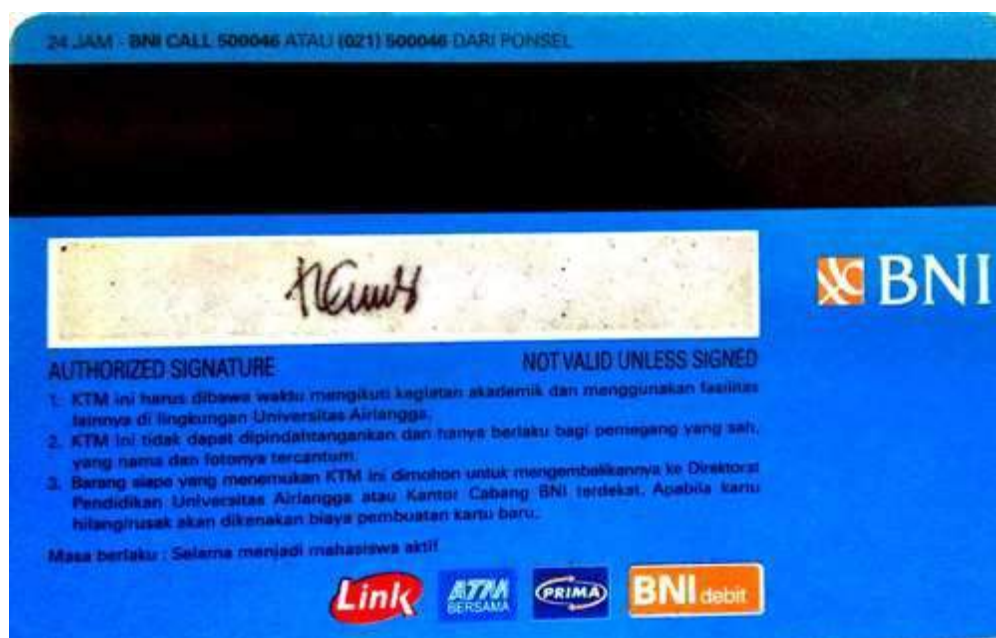 24 JAM - BNI CALL 500046 ATAU (021) 500046 DARI PONSEL
BNI
AUTHORIZED SIGNATURE NOT VALID UNLESS SIGNED
1. KTM ini harus dibawa waktu mengikuti kegiatan akademik dan menggunakan fasilitas
lainnya di lingkungan Universitas Airlangga.
2. KTM ini tidak dapat dipindahtangankan dan hanya berlaku bagi pemegang yang sah,
yang nama dan fotonya tercantum.
3. Barang siapa yang menemukan KTM ini dimohon untuk mengembalikannya ke Direktorat
Pendidikan Universitas Airlangga atau Kantor Cabang BNI terdekat. Apabila kartu
hilang/rusak akan dikenakan biaya pembuatan kartu baru.
Masa berlaku : Selama menjadi mahasiswa aktif
Link ATM BERSAMA PRIMA BNI debit